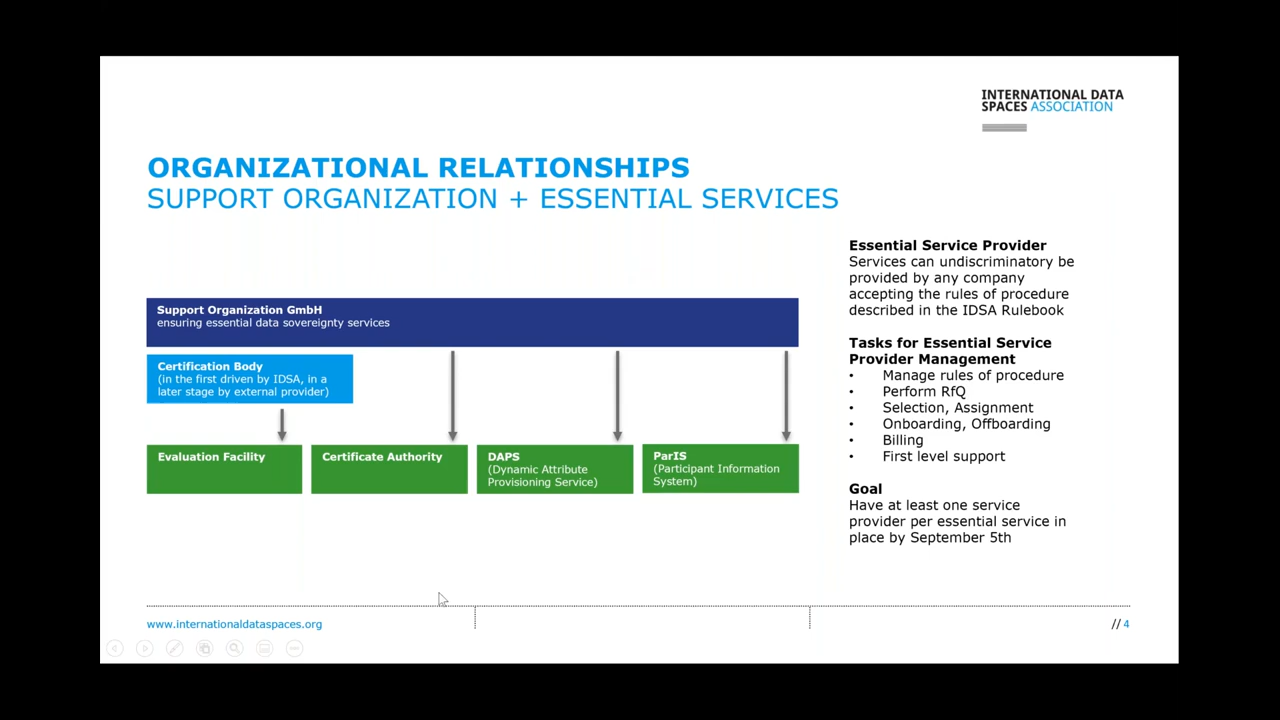 INTERNATIONAL DATA
SPACES ASSOCIATION
ORGANIZATIONAL RELATIONSHIPS
SUPPORT ORGANIZATION + ESSENTIAL SERVICES
Support Organization GmbH
ensuring essential data sovereignty services
Certification Body
(in the first driven by IDSA, in a
later stage by external provider)
Evaluation Facility
Certificate Authority
DAPS
(Dynamic Attribute
Provisioning Service)
ParIS
(Participant Information
System)
Essential Service Provider
Services can undiscriminatory be
provided by any company
accepting the rules of procedure
described in the IDSA Rulebook
Tasks for Essential Service
Provider Management
• Manage rules of procedure
• Perform RfQ
• Selection, Assignment
• Onboarding, Offboarding
• Billing
• First level support
Goal
Have at least one service
provider per essential service in
place by September 5th
www.internationaldataspaces.org
// 4